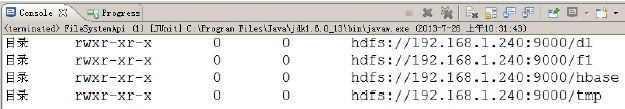 Console Progress
<terminated> FileSystemApi (1) [JUnit] C:\Program Files\Java\jdk1.6.0_13\bin\javaw.exe (2013-7-26 上午10:31:43)
目录 rwxr-xr-x 0 0 hdfs://192.168.1.240:9000/dl
目录 rwxr-xr-x 0 0 hdfs://192.168.1.240:9000/f1
目录 rwxr-xr-x 0 0 hdfs://192.168.1.240:9000/hbase
目录 rwxr-xr-x 0 0 hdfs://192.168.1.240:9000/tmp